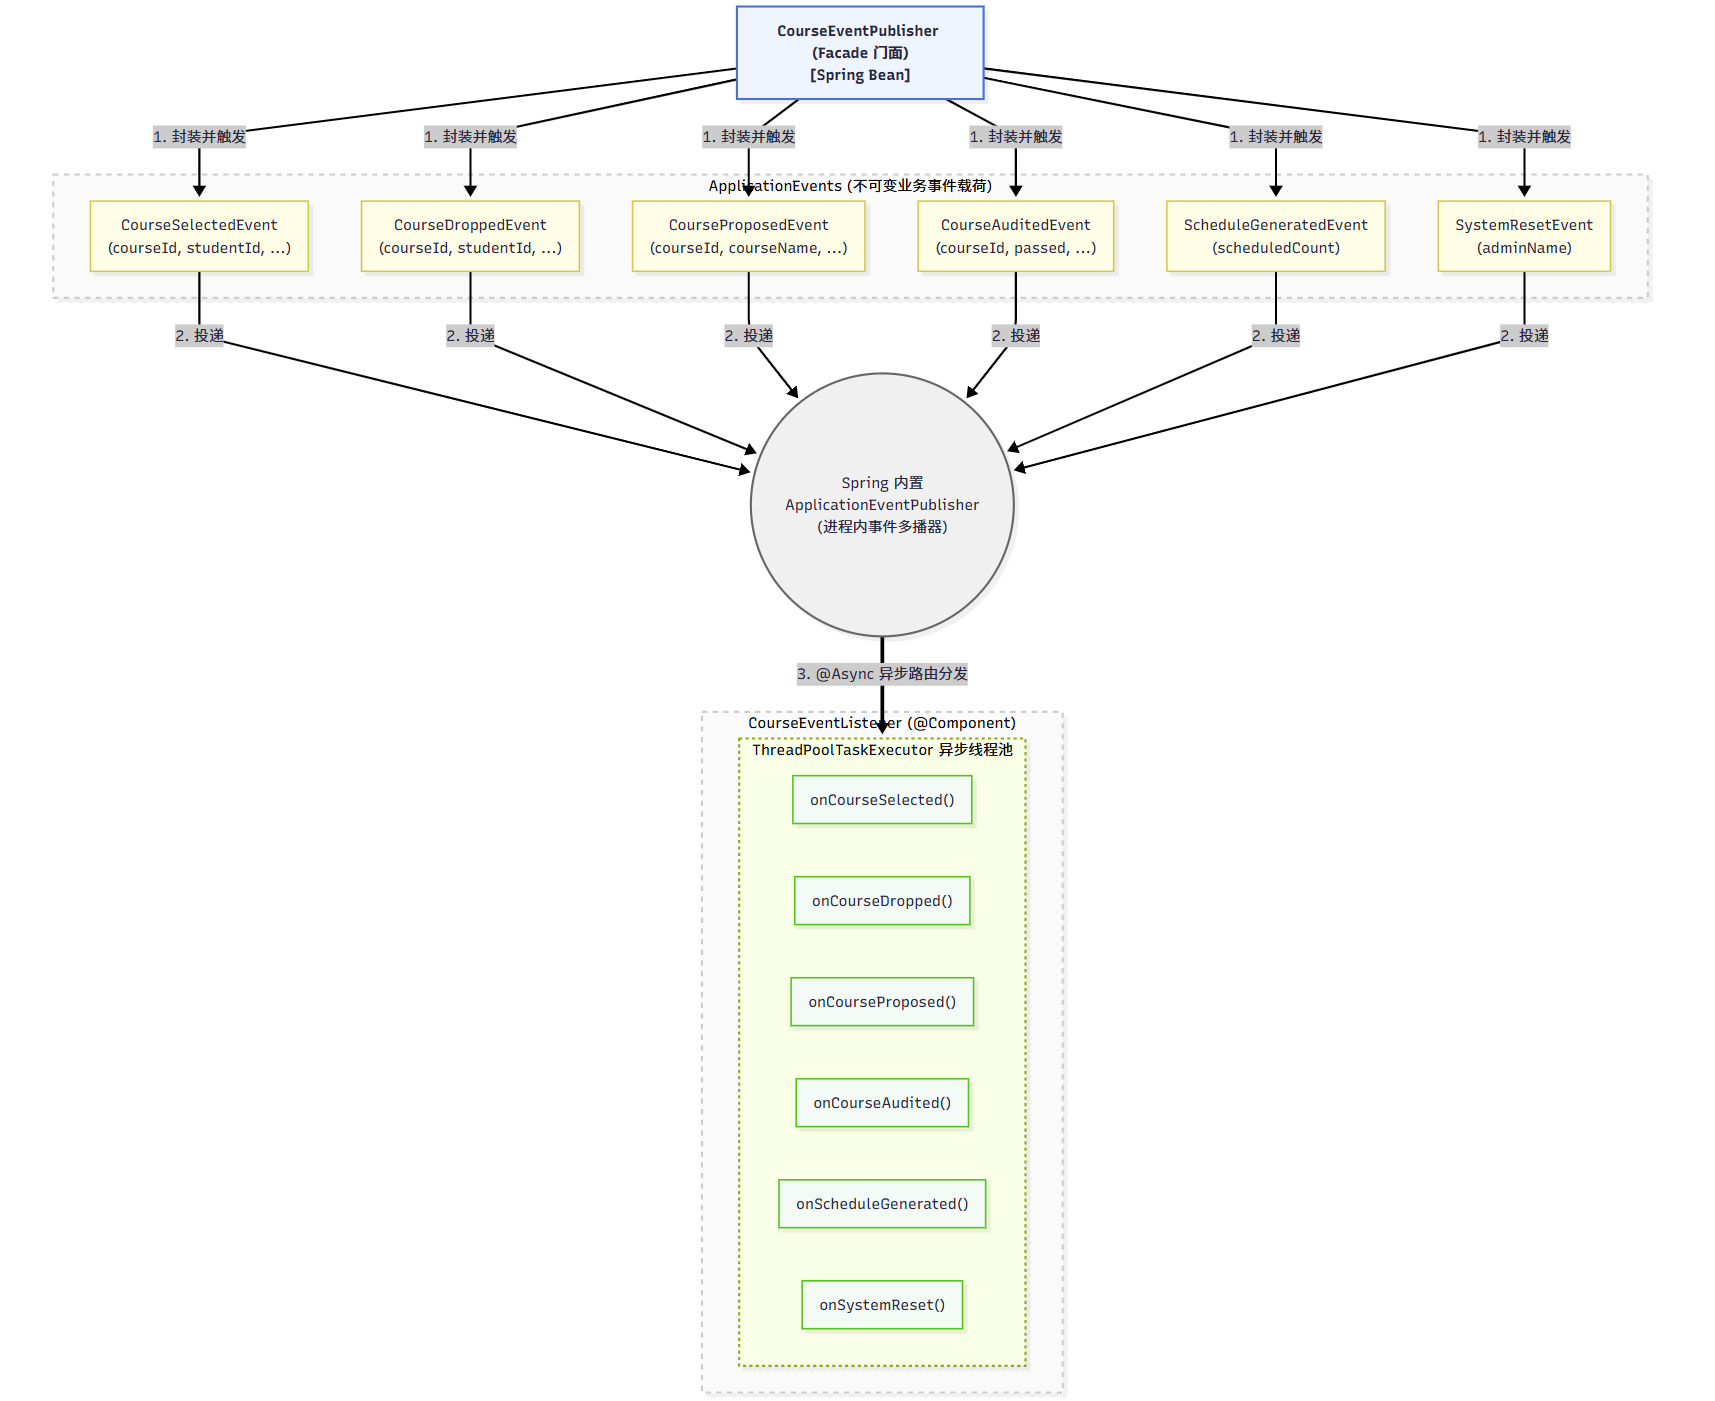 CourseEventPublisher
(Facade 门面)
[Spring Bean]
1. 封装并触发
1. 封装并触发
1. 封装并触发
1. 封装并触发
1. 封装并触发
1. 封装并触发
ApplicationEvents (不可变业务事件载荷)
CourseSelectedEvent
(courseId, studentId, ...)
CourseDroppedEvent
(courseId, studentId, ...)
CourseProposedEvent
(courseId, courseName, ...)
CourseAuditedEvent
(courseId, passed, ...)
ScheduleGeneratedEvent
(scheduledCount)
SystemResetEvent
(adminName)
2. 投递
2. 投递
2. 投递
2. 投递
2. 投递
2. 投递
Spring 内置
ApplicationEventPublisher
(进程内事件多播器)
3. @Async 异步路由分发
CourseEventListener (@Component)
ThreadPoolTaskExecutor 异步线程池
onCourseSelected()
onCourseDropped()
onCourseProposed()
onCourseAudited()
onScheduleGenerated()
onSystemReset()